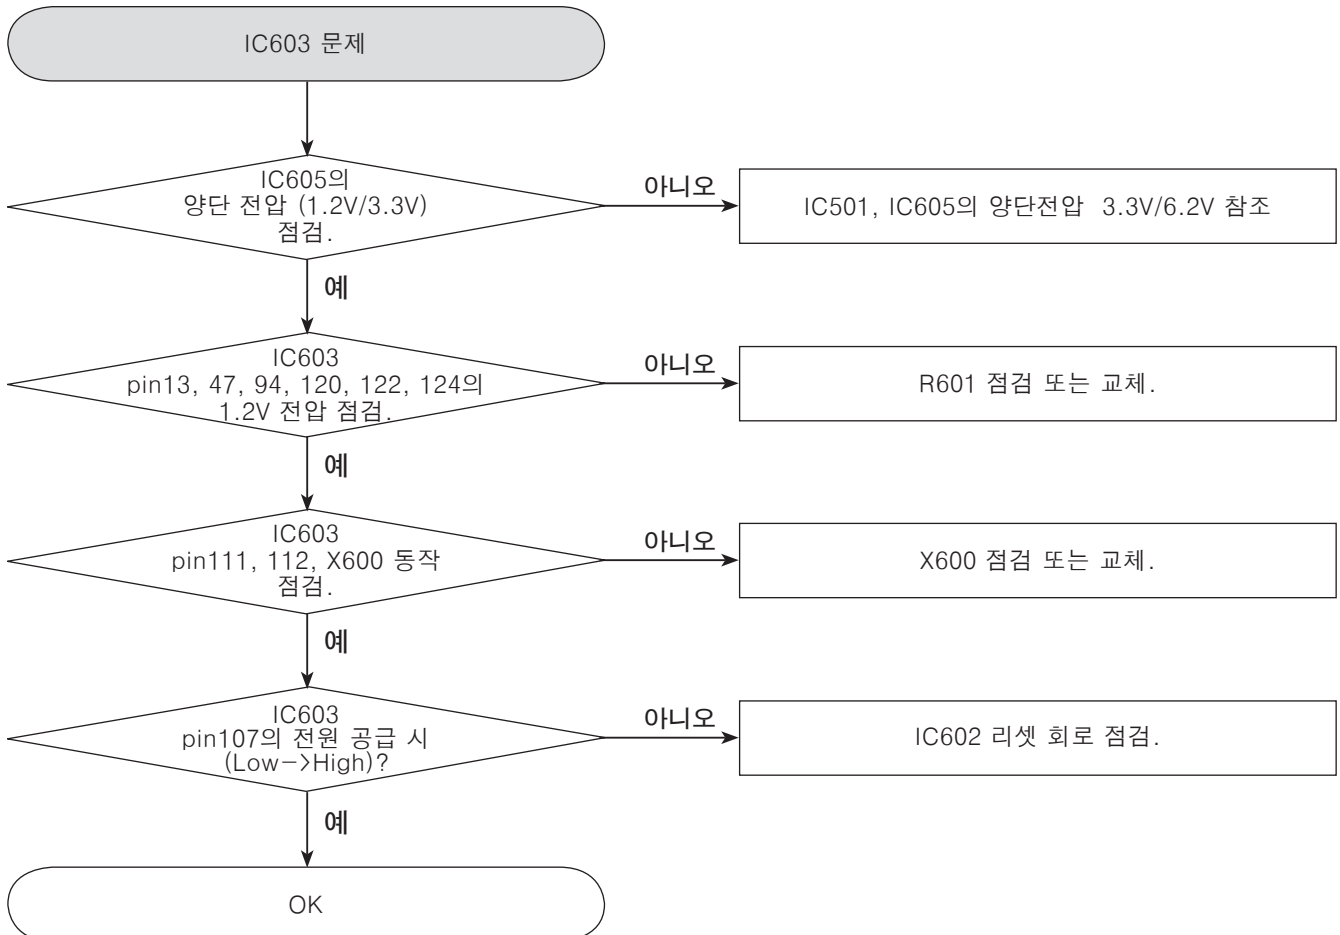 IC603 문제
IC605의
양단 전압 (1.2V/3.3V)
점검.
아니오
IC501, IC605의 양단전압 3.3V/6.2V 참조
예
IC603
pin13, 47, 94, 120, 122, 124의
1.2V 전압 점검.
아니오
R601 점검 또는 교체.
예
IC603
pin111, 112, X600 동작
점검.
아니오
X600 점검 또는 교체.
예
IC603
pin107의 전원 공급 시
(Low->High)?
아니오
IC602 리셋 회로 점검.
예
OK